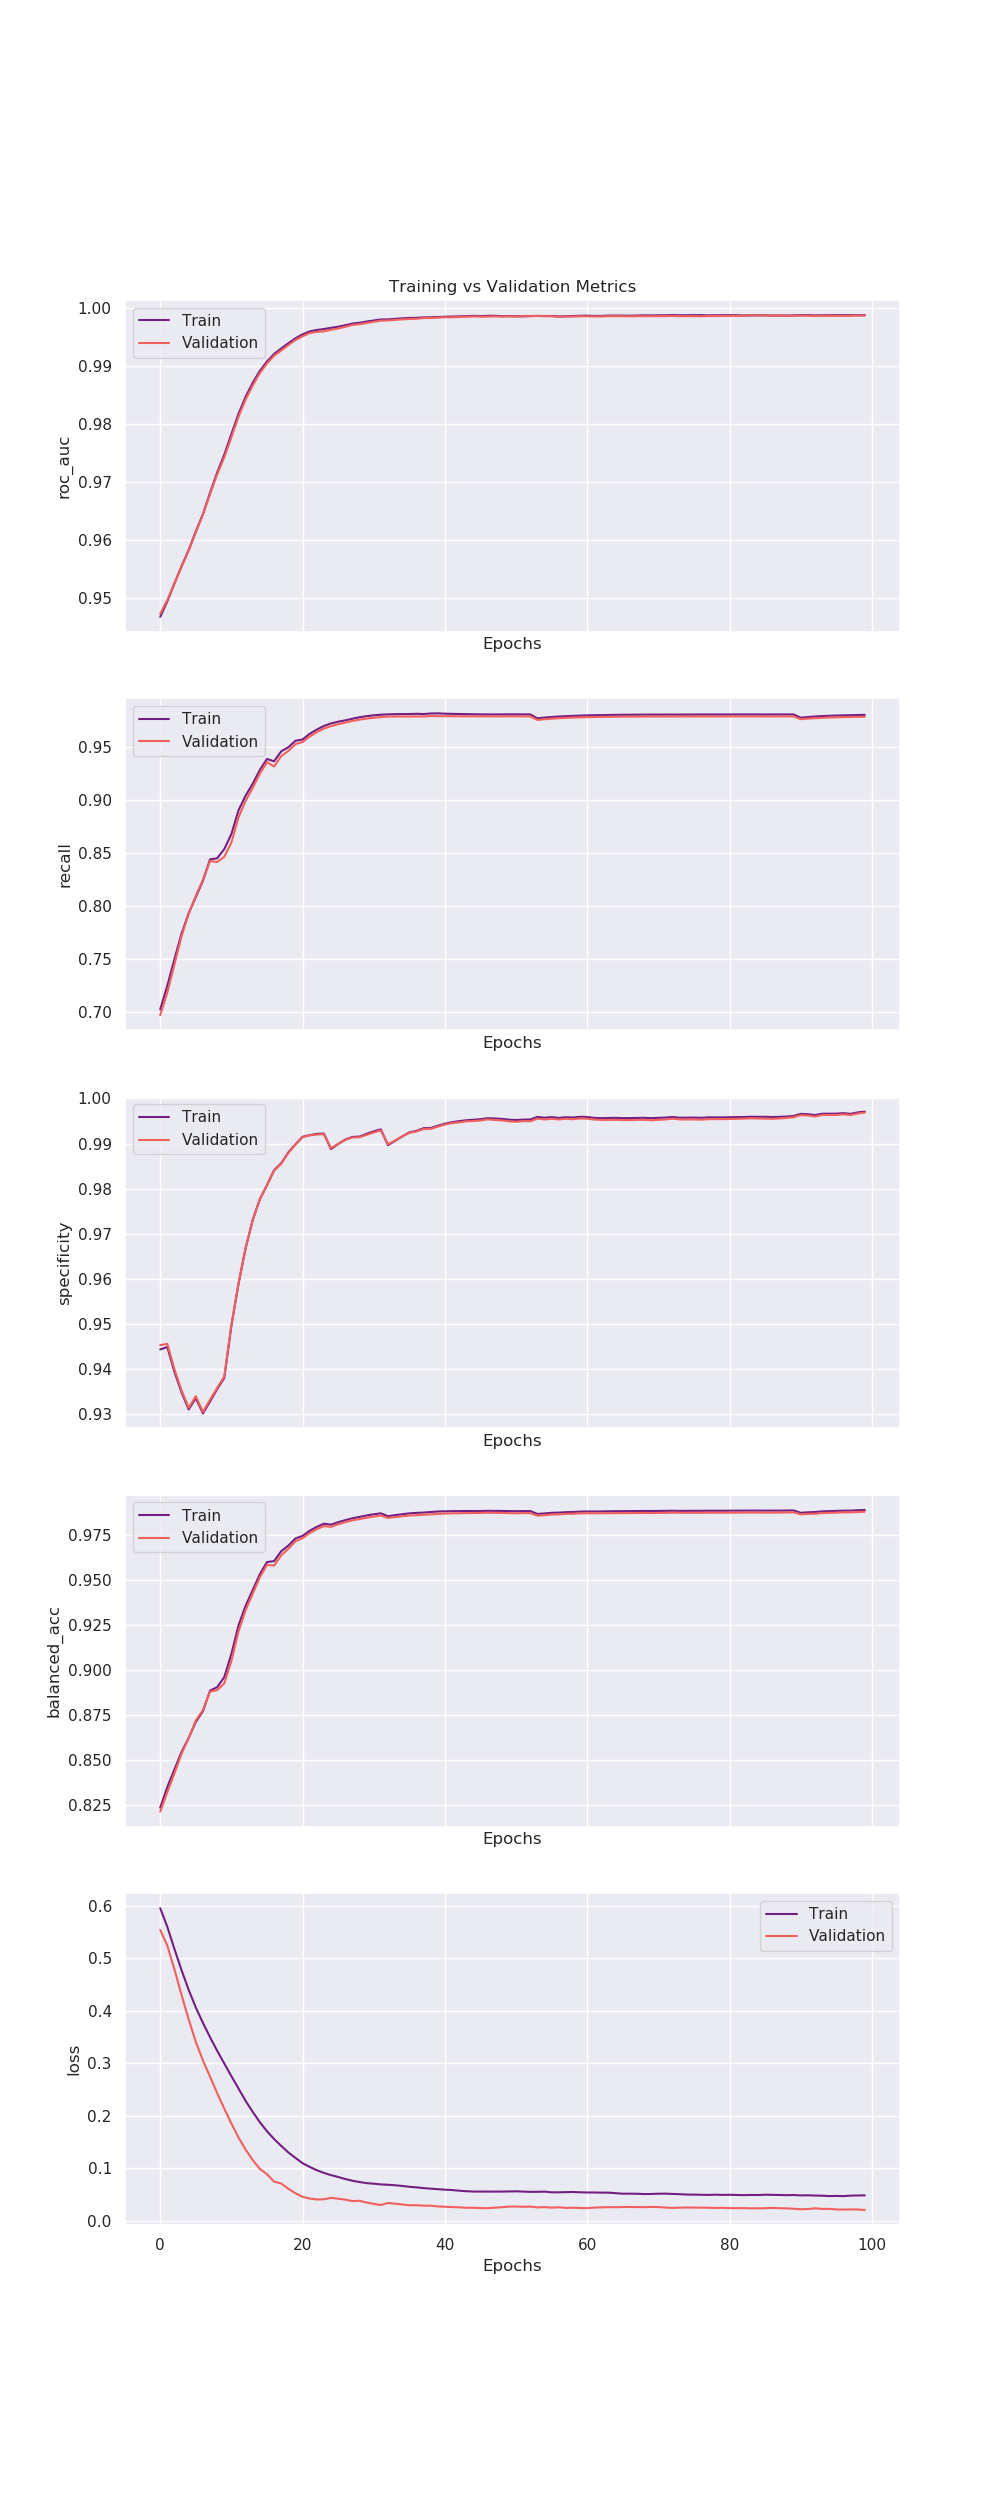 Training vs Validation Metrics
1.00
0.99
0.98
0.97
0.96
0.95
roc_auc
Train
Validation
Epochs
0.95
0.90
0.85
0.80
0.75
0.70
recall
Train
Validation
Epochs
1.00
0.99
0.98
0.97
0.96
0.95
0.94
0.93
specificity
Train
Validation
Epochs
0.975
0.950
0.925
0.900
0.875
0.850
0.825
balanced_acc
Train
Validation
Epochs
0.6
0.5
0.4
0.3
0.2
0.1
0.0
loss
Train
Validation
0 20 40 60 80 100
Epochs